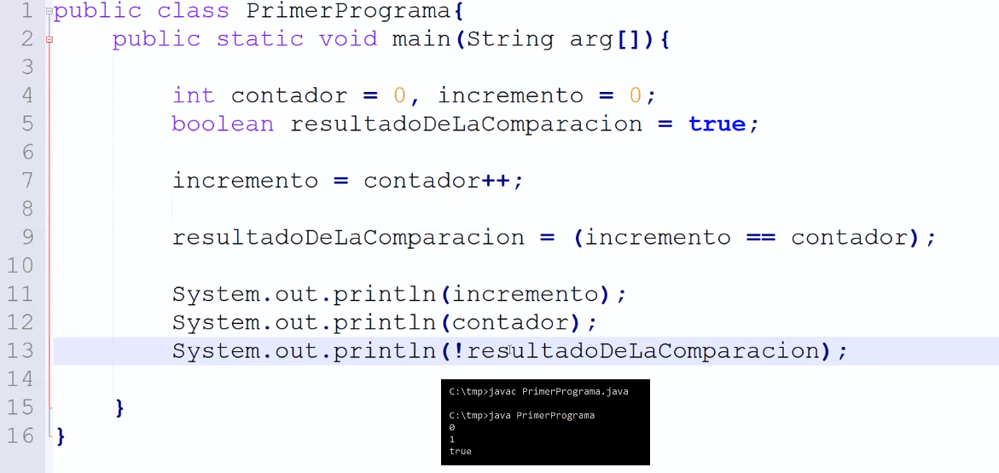 1 public class PrimerPrograma{
2 public static void main(String arg[]){
3
4 int contador = 0, incremento = 0;
5 boolean resultadoDeLaComparacion = true;
6
7 incremento = contador++;
8
9 resultadoDeLaComparacion = (incremento == contador);
10
11 System.out.println(incremento);
12 System.out.println(contador);
13 System.out.println(!resultadoDeLaComparacion);
14
15 }
16 }
C:\tmp>javac PrimerPrograma.java
C:\tmp>java PrimerPrograma
0
1
true